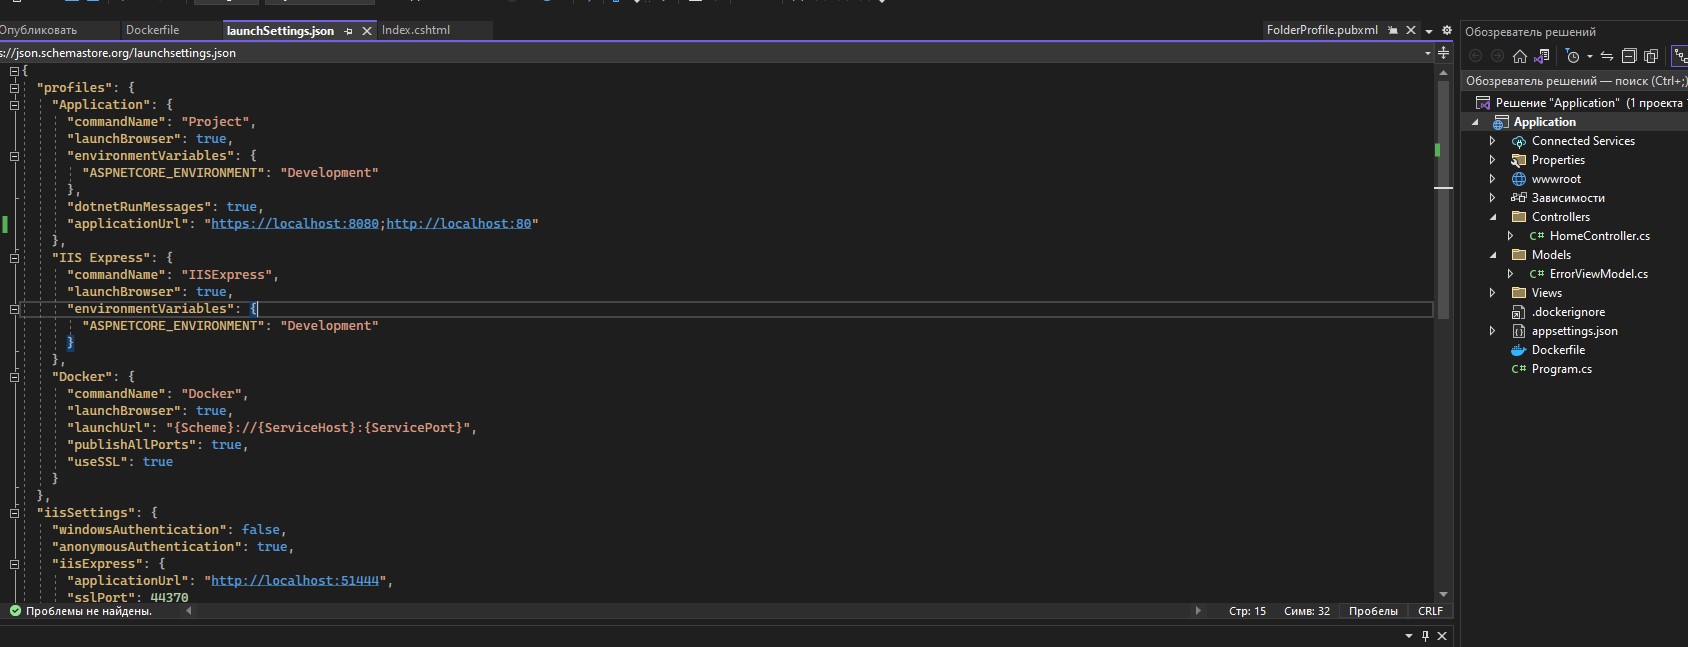 Опубликовать
Dockerfile
launchSettings.json
Index.cshtml
FolderProfile.pubxml
s://json.schemastore.org/launchsettings.json
{
"profiles": {
"Application": {
"commandName": "Project",
"launchBrowser": true,
"environmentVariables": {
"ASPNETCORE_ENVIRONMENT": "Development"
},
"dotnetRunMessages": true,
"applicationUrl": "https://localhost:8080;http://localhost:80"
},
"IIS Express": {
"commandName": "IISExpress",
"launchBrowser": true,
"environmentVariables": {
"ASPNETCORE_ENVIRONMENT": "Development"
}
},
"Docker": {
"commandName": "Docker",
"launchBrowser": true,
"launchUrl": "{Scheme}://{ServiceHost}:{ServicePort}",
"publishAllPorts": true,
"useSSL": true
}
},
"iisSettings": {
"windowsAuthentication": false,
"anonymousAuthentication": true,
"iisExpress": {
"applicationUrl": "http://localhost:51444",
"sslPort": 44370
Проблемы не найдены.
Стр: 15
Симв: 32
Пробелы
CRLF
Обозреватель решений
Обозреватель решений — поиск (Ctrl+;)
Решение "Application" (1 проекта
Application
Connected Services
Properties
wwwroot
Зависимости
Controllers
C# HomeController.cs
Models
C# ErrorViewModel.cs
Views
.dockerignore
appsettings.json
Dockerfile
C# Program.cs